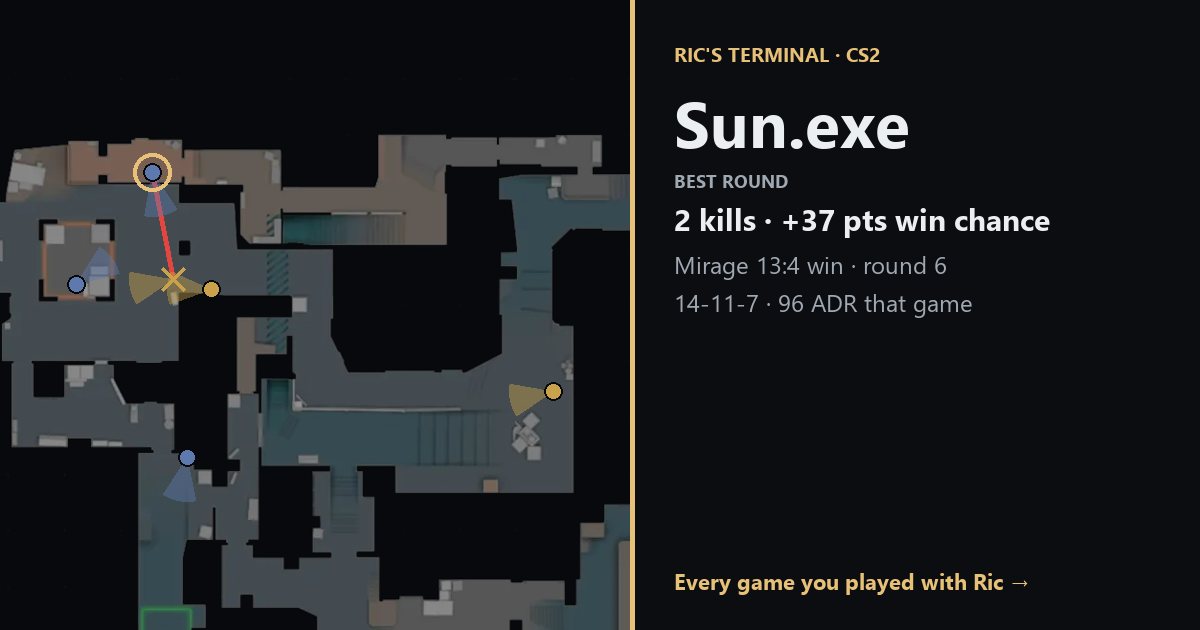 RIC'S TERMINAL · CS2
Sun.exe
BEST ROUND
2 kills · +37 pts win chance
Mirage 13:4 win · round 6
14-11-7 · 96 ADR that game
Every game you played with Ric →